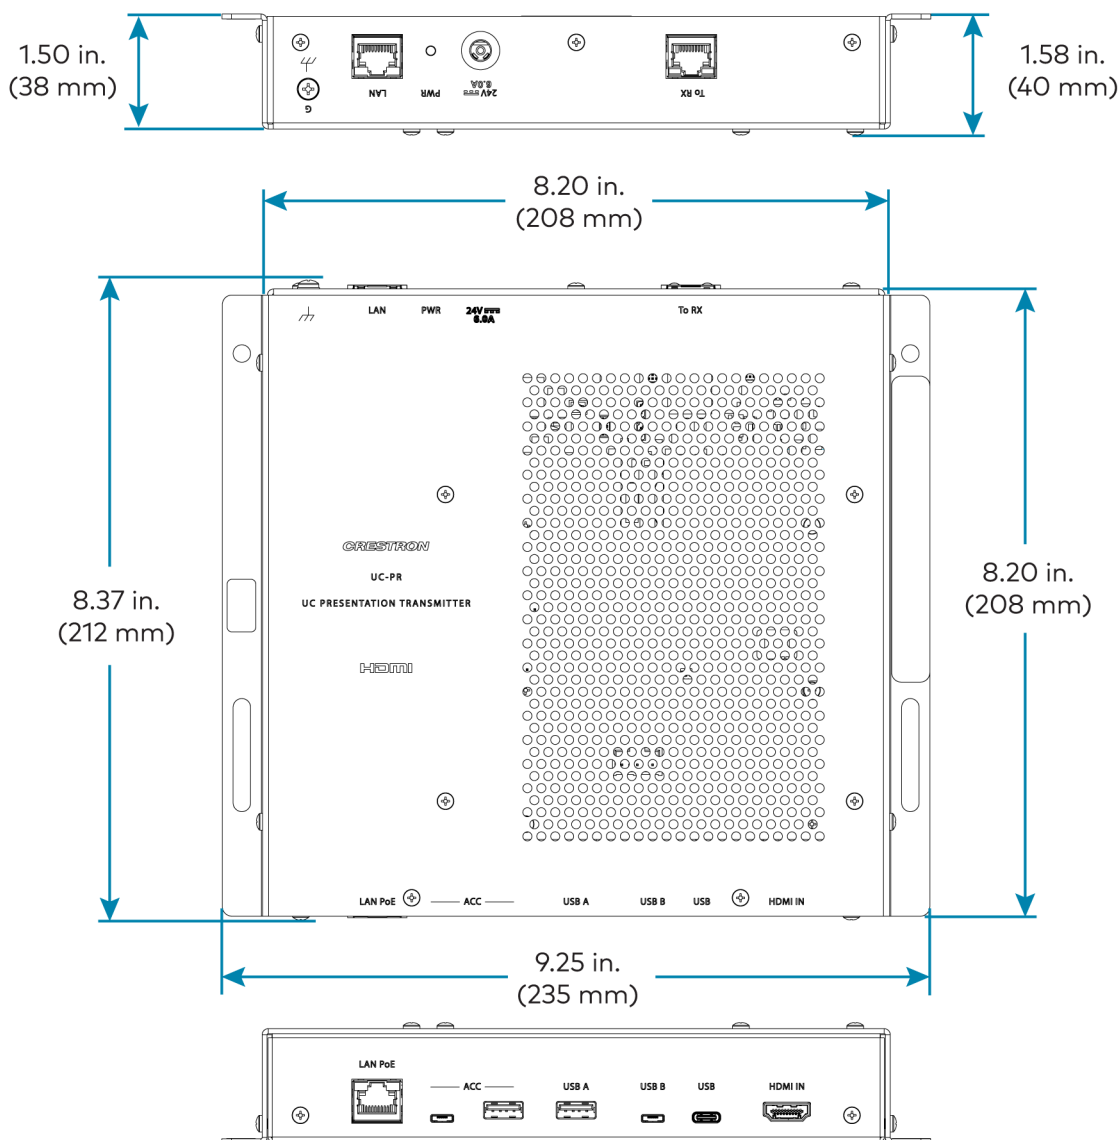 1.50 in.
(38 mm)
1.58 in.
(40 mm)
LAN
PWR
24V
6.0A
To RX
G
8.20 in.
(208 mm)
LAN
PWR
24V
6.0A
To RX
CRESTRON
UC-PR
UC PRESENTATION TRANSMITTER
HDMI
8.37 in.
(212 mm)
8.20 in.
(208 mm)
LAN PoE
ACC
USB A
USB B
USB
HDMI IN
9.25 in.
(235 mm)
LAN PoE
ACC
USB A
USB B
USB
HDMI IN